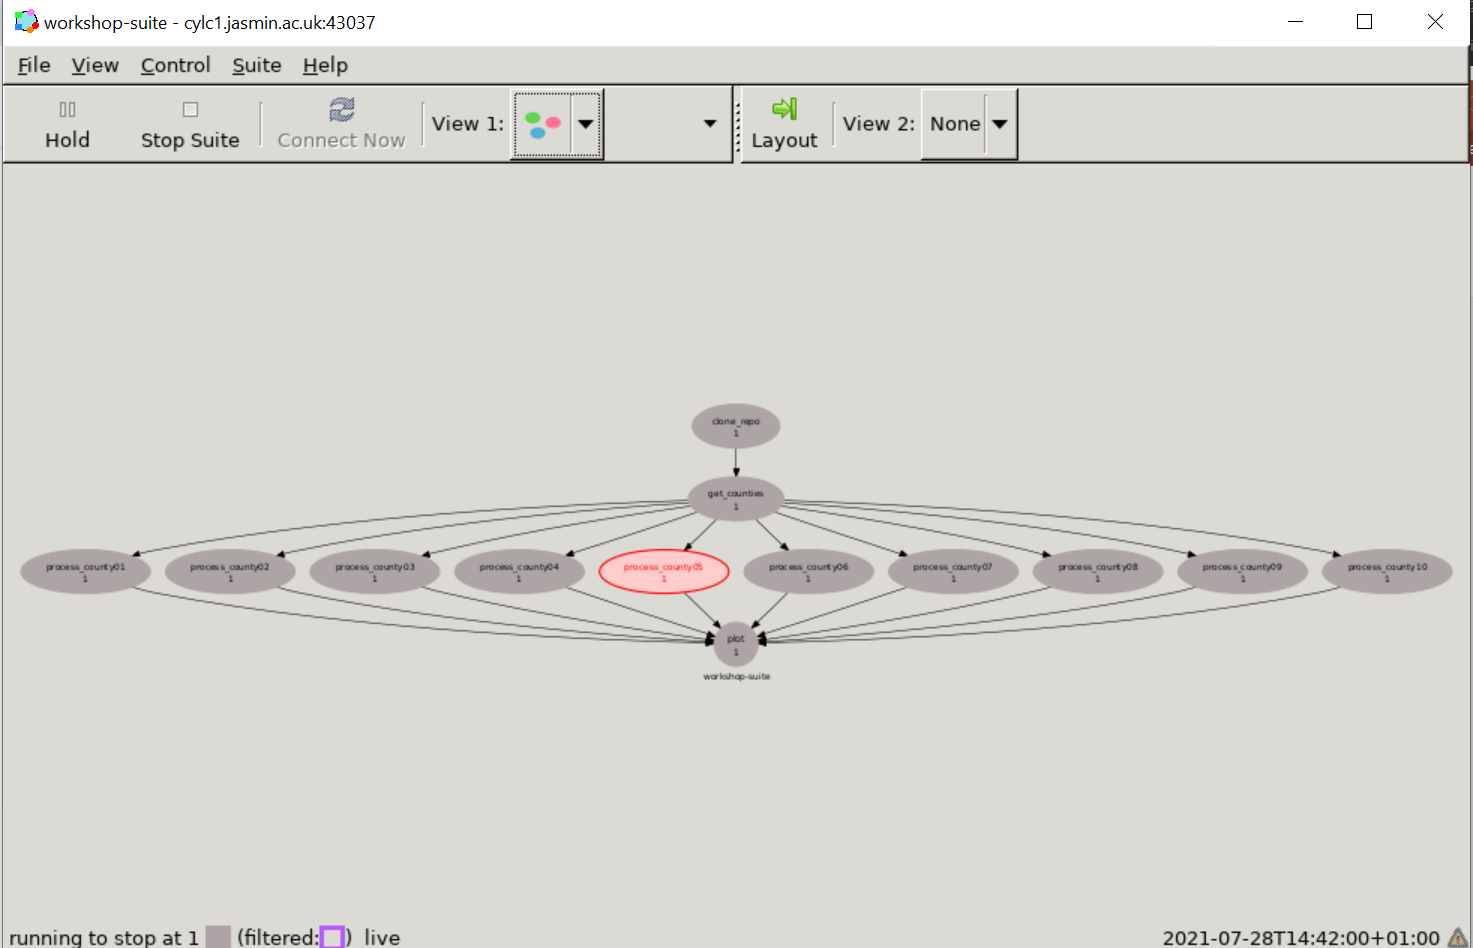 workshop-suite - cylc1.jasmin.ac.uk:43037
File View Control Suite Help
Hold Stop Suite Connect Now View 1: Layout View 2: None
clone_repo
1
get_counties
1
process_county01
1
process_county02
1
process_county03
1
process_county04
1
process_county05
1
process_county06
1
process_county07
1
process_county08
1
process_county09
1
process_county10
1
plot
1
workshop-suite
running to stop at 1 (filtered: ) live 2021-07-28T14:42:00+01:00